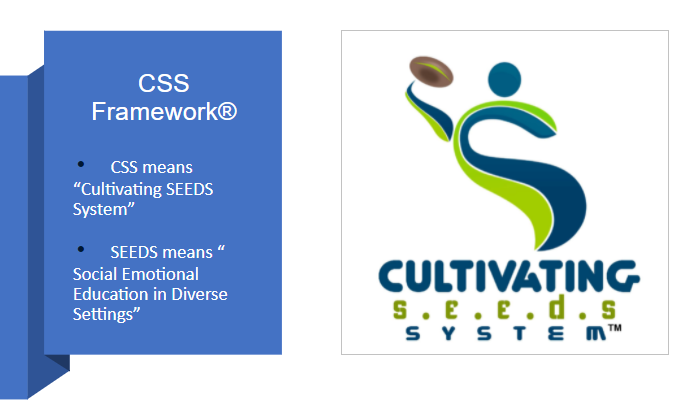 CSS
Framework®
• CSS means
“Cultivating SEEDS
System”
• SEEDS means “
Social Emotional
Education in Diverse
Settings”
CULTIVATING
s.e.e.d.s
SYSTEM™